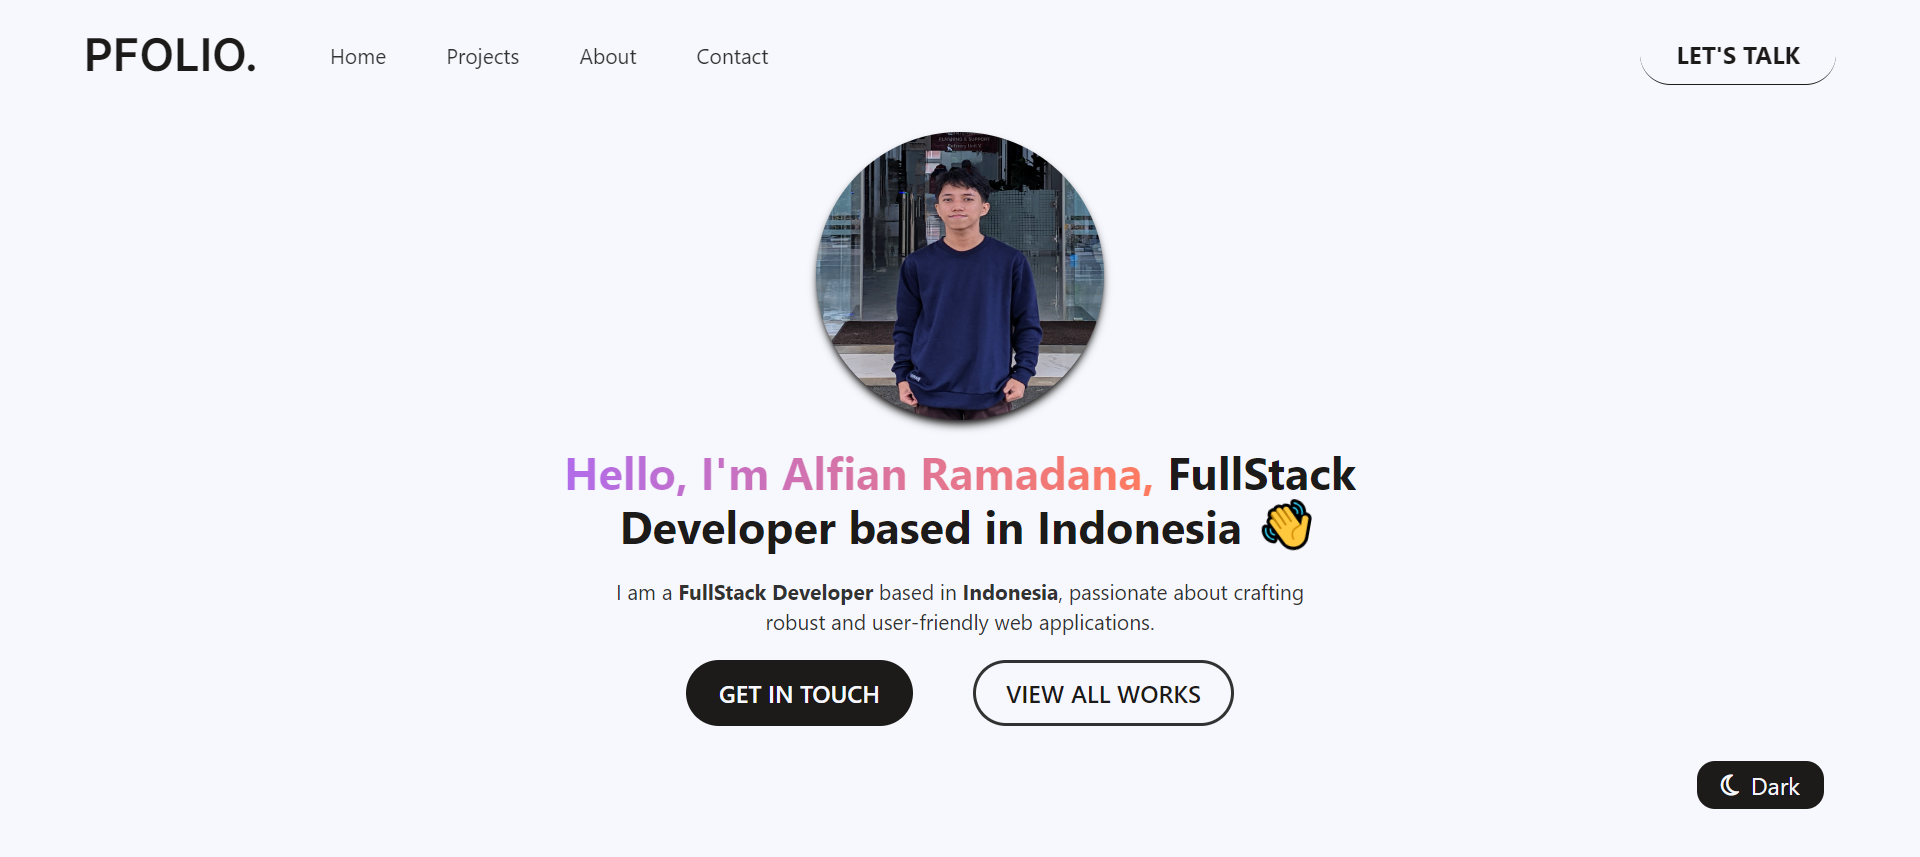 PFOLIO.
Home
Projects
About
Contact
LET'S TALK
Hello, I'm Alfian Ramadana, FullStack
Developer based in Indonesia 👋
I am a FullStack Developer based in Indonesia, passionate about crafting
robust and user-friendly web applications.
GET IN TOUCH
VIEW ALL WORKS
Dark